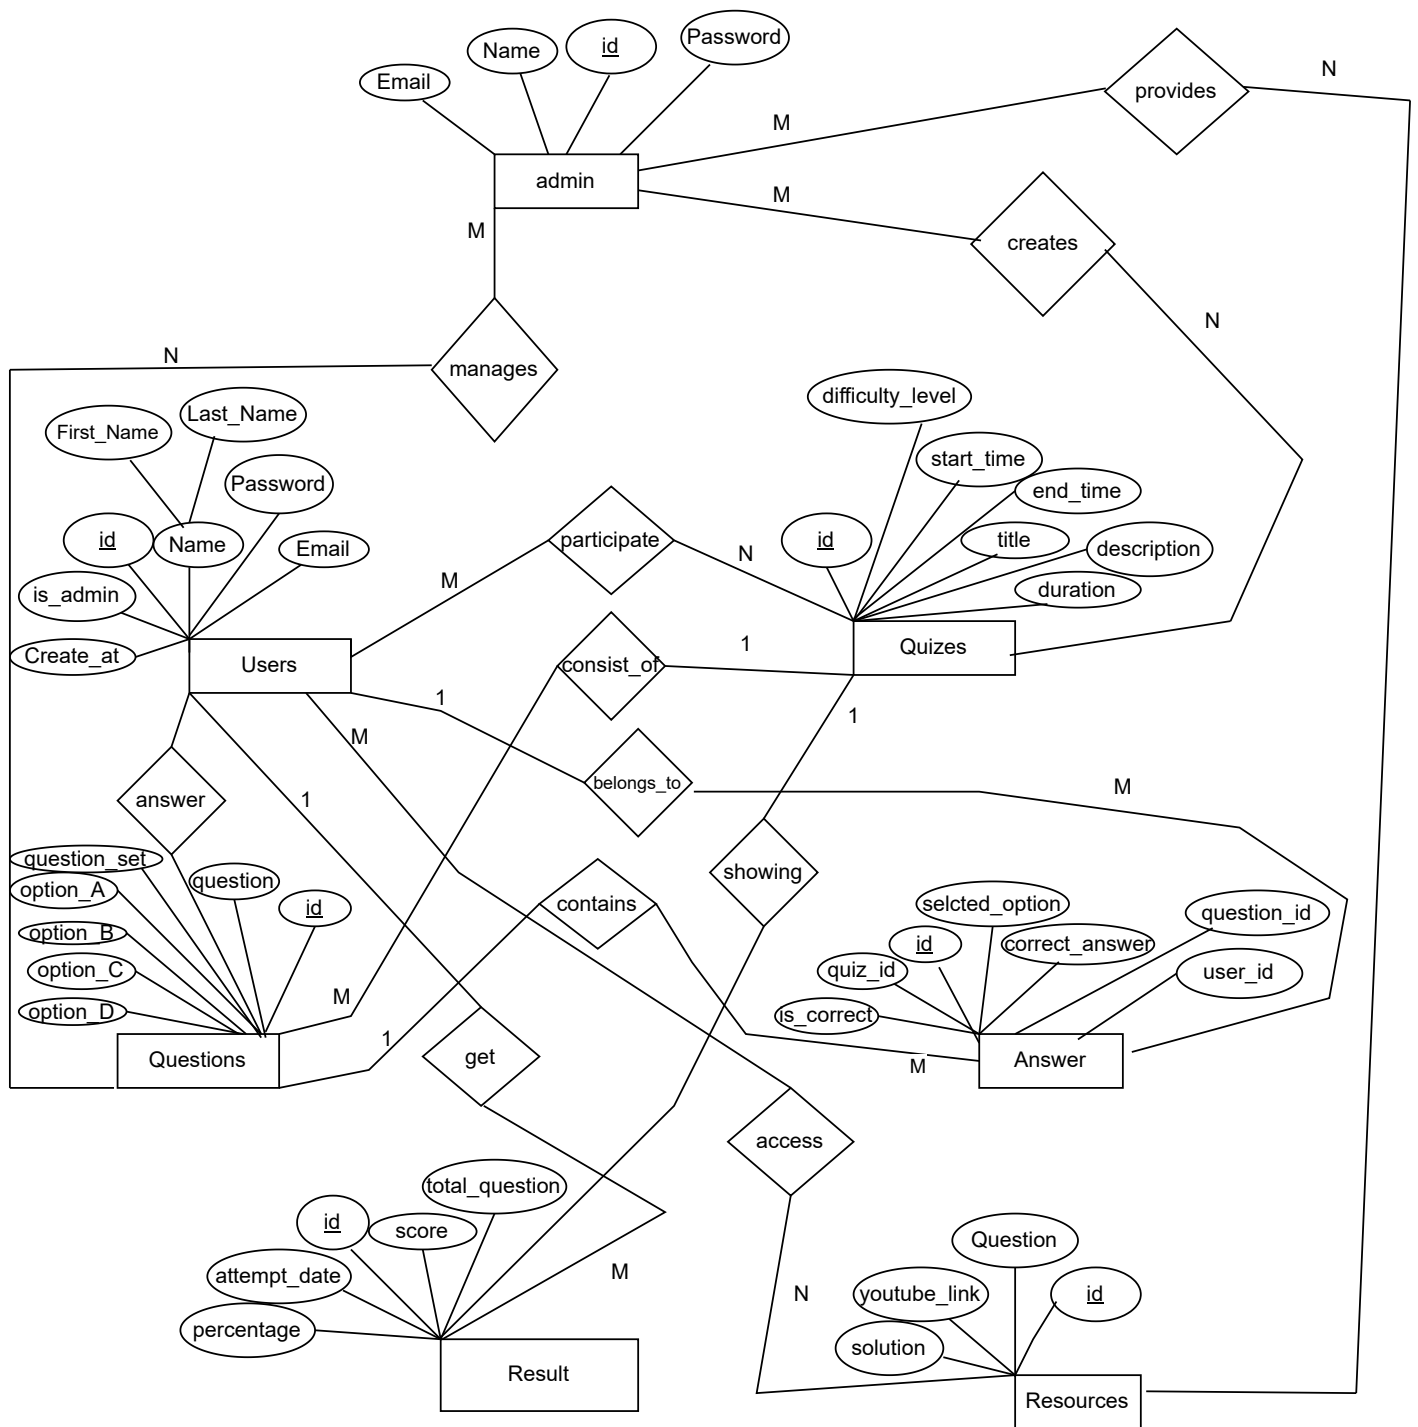 Password
id
Name
Email
provides
N
M
admin
M
M
creates
N
N
manages
difficulty_level
Last_Name
First_Name
start_time
Password
end_time
id
Name
Email
participate
N
id
title
description
M
is_admin
duration
Create_at
Users
consist_of
1
Quizes
1
M
1
belongs_to
M
answer
1
question_set
question
option_A
id
contains
showing
selcted_option
question_id
option_B
id
correct_answer
option_C
quiz_id
user_id
option_D
M
is_correct
1
Questions
get
M
Answer
access
total_question
id
score
Question
attempt_date
M
N
youtube_link
id
percentage
solution
Result
Resources